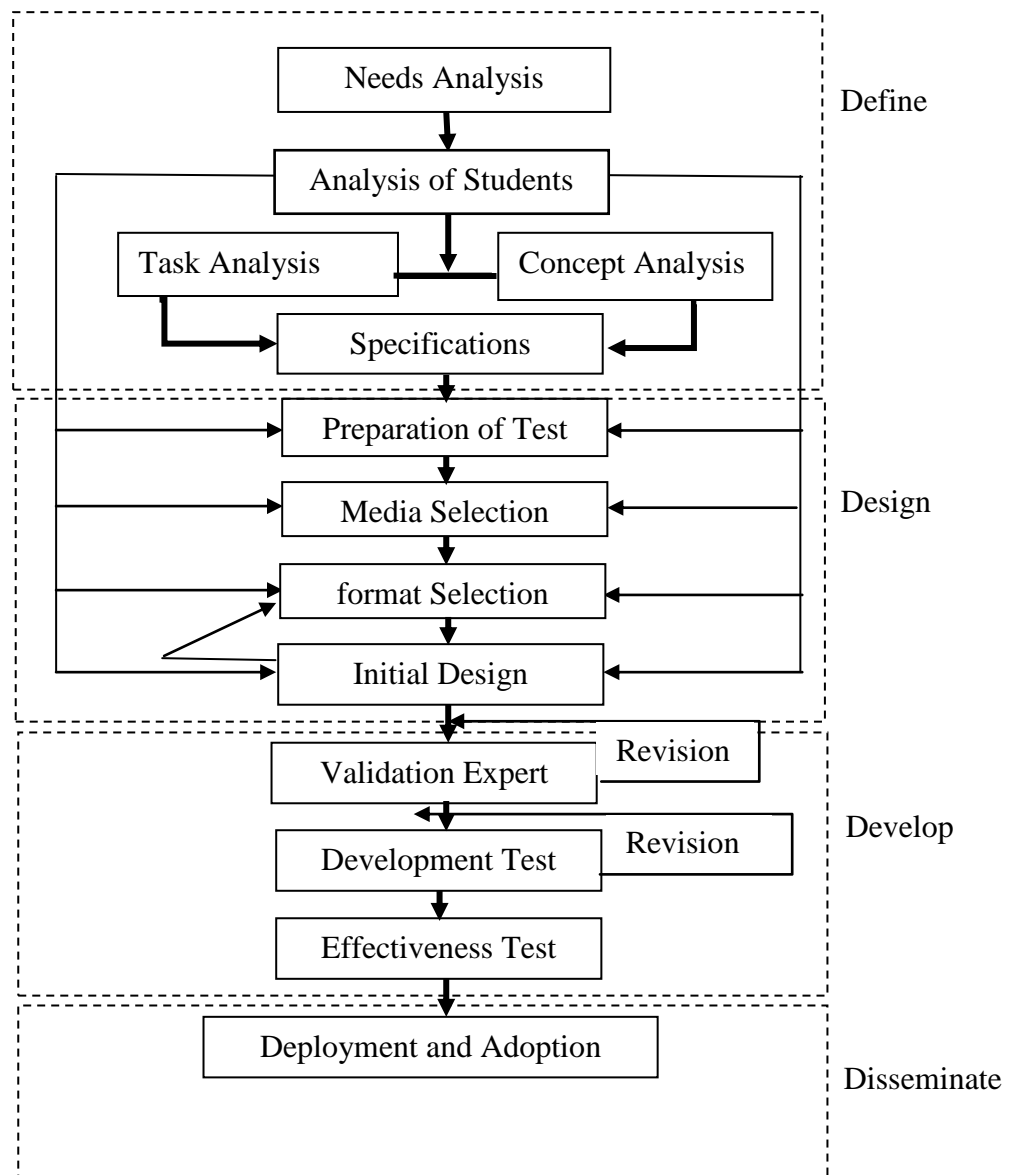 Needs Analysis
Define
Analysis of Students
Task Analysis
Concept Analysis
Specifications
Preparation of Test
Media Selection
Design
format Selection
Initial Design
Revision
Validation Expert
Develop
Revision
Development Test
Effectiveness Test
Deployment and Adoption
Disseminate